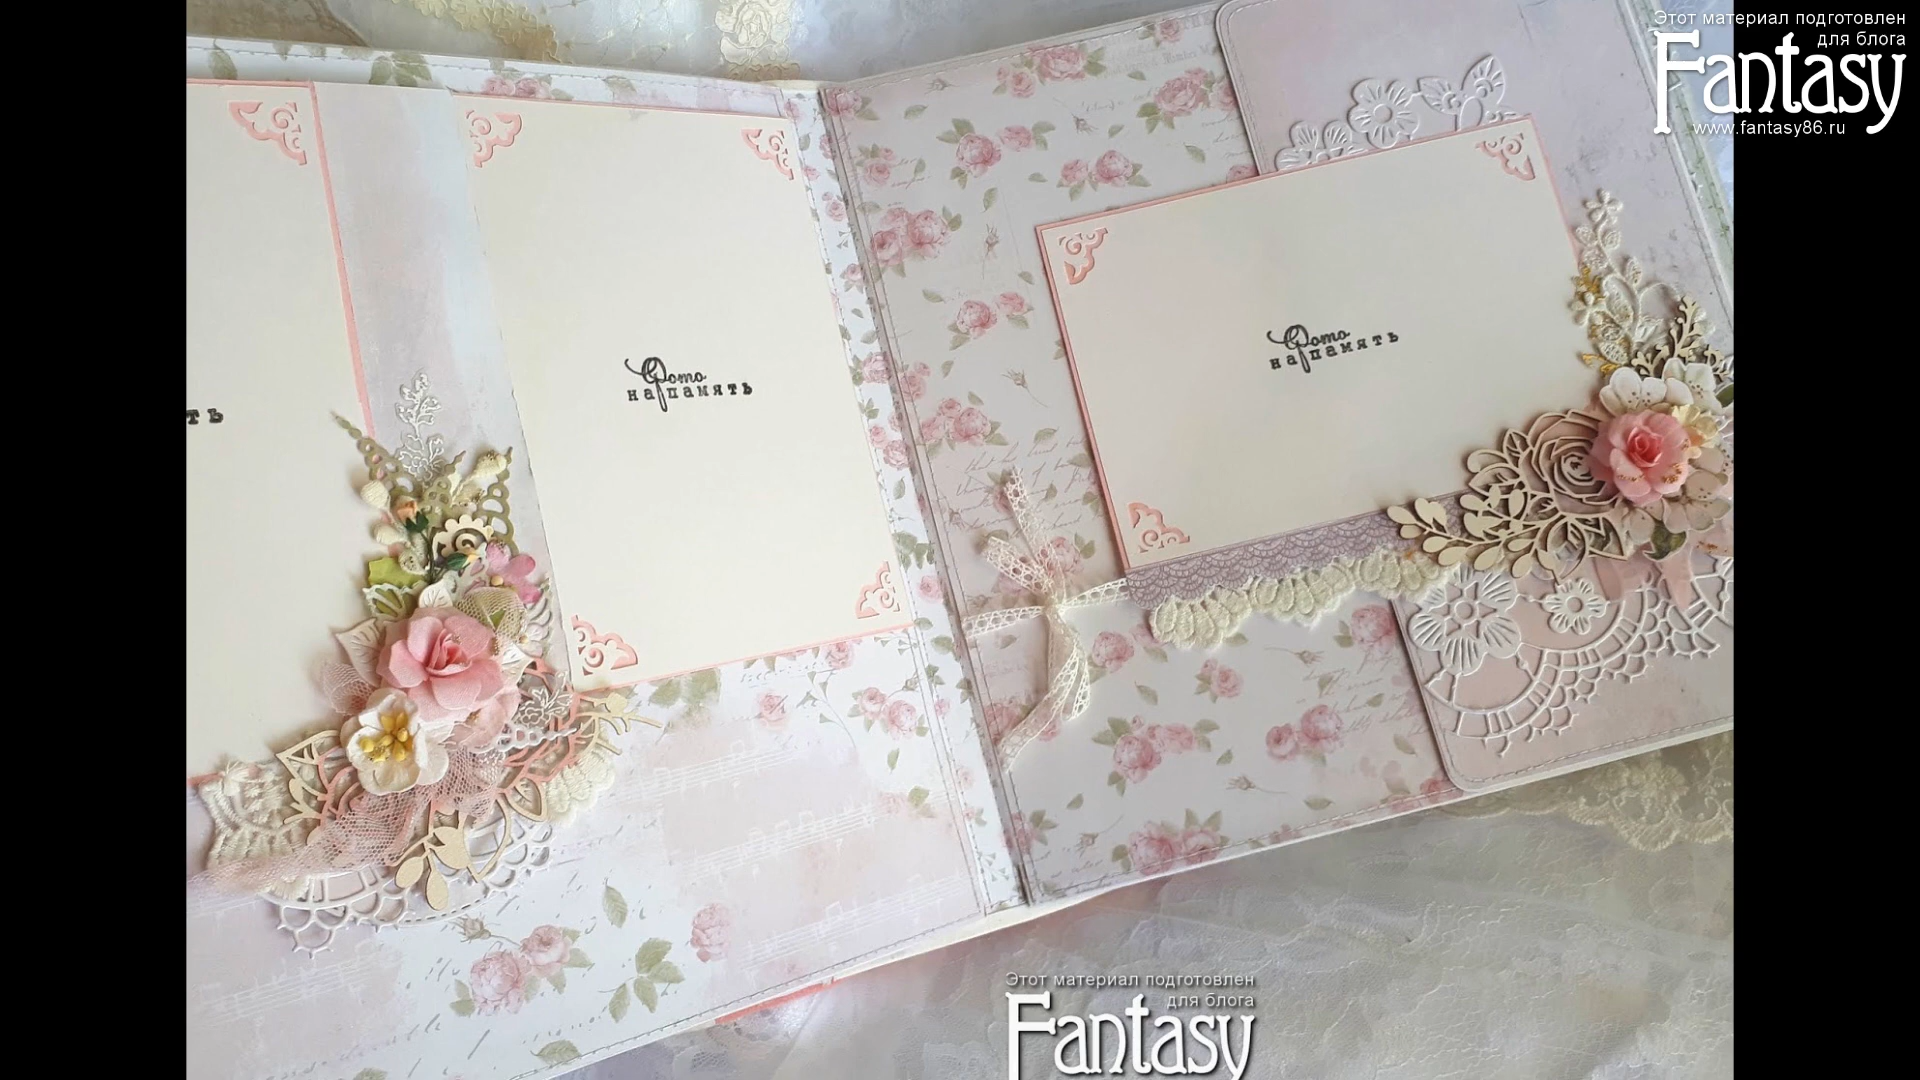 Этот материал подготовлен
для блога
Fantasy
www.fantasy86.ru
Фото
на память
Фото
на память
ть
Этот материал подготовлен
для блога
Fantasy